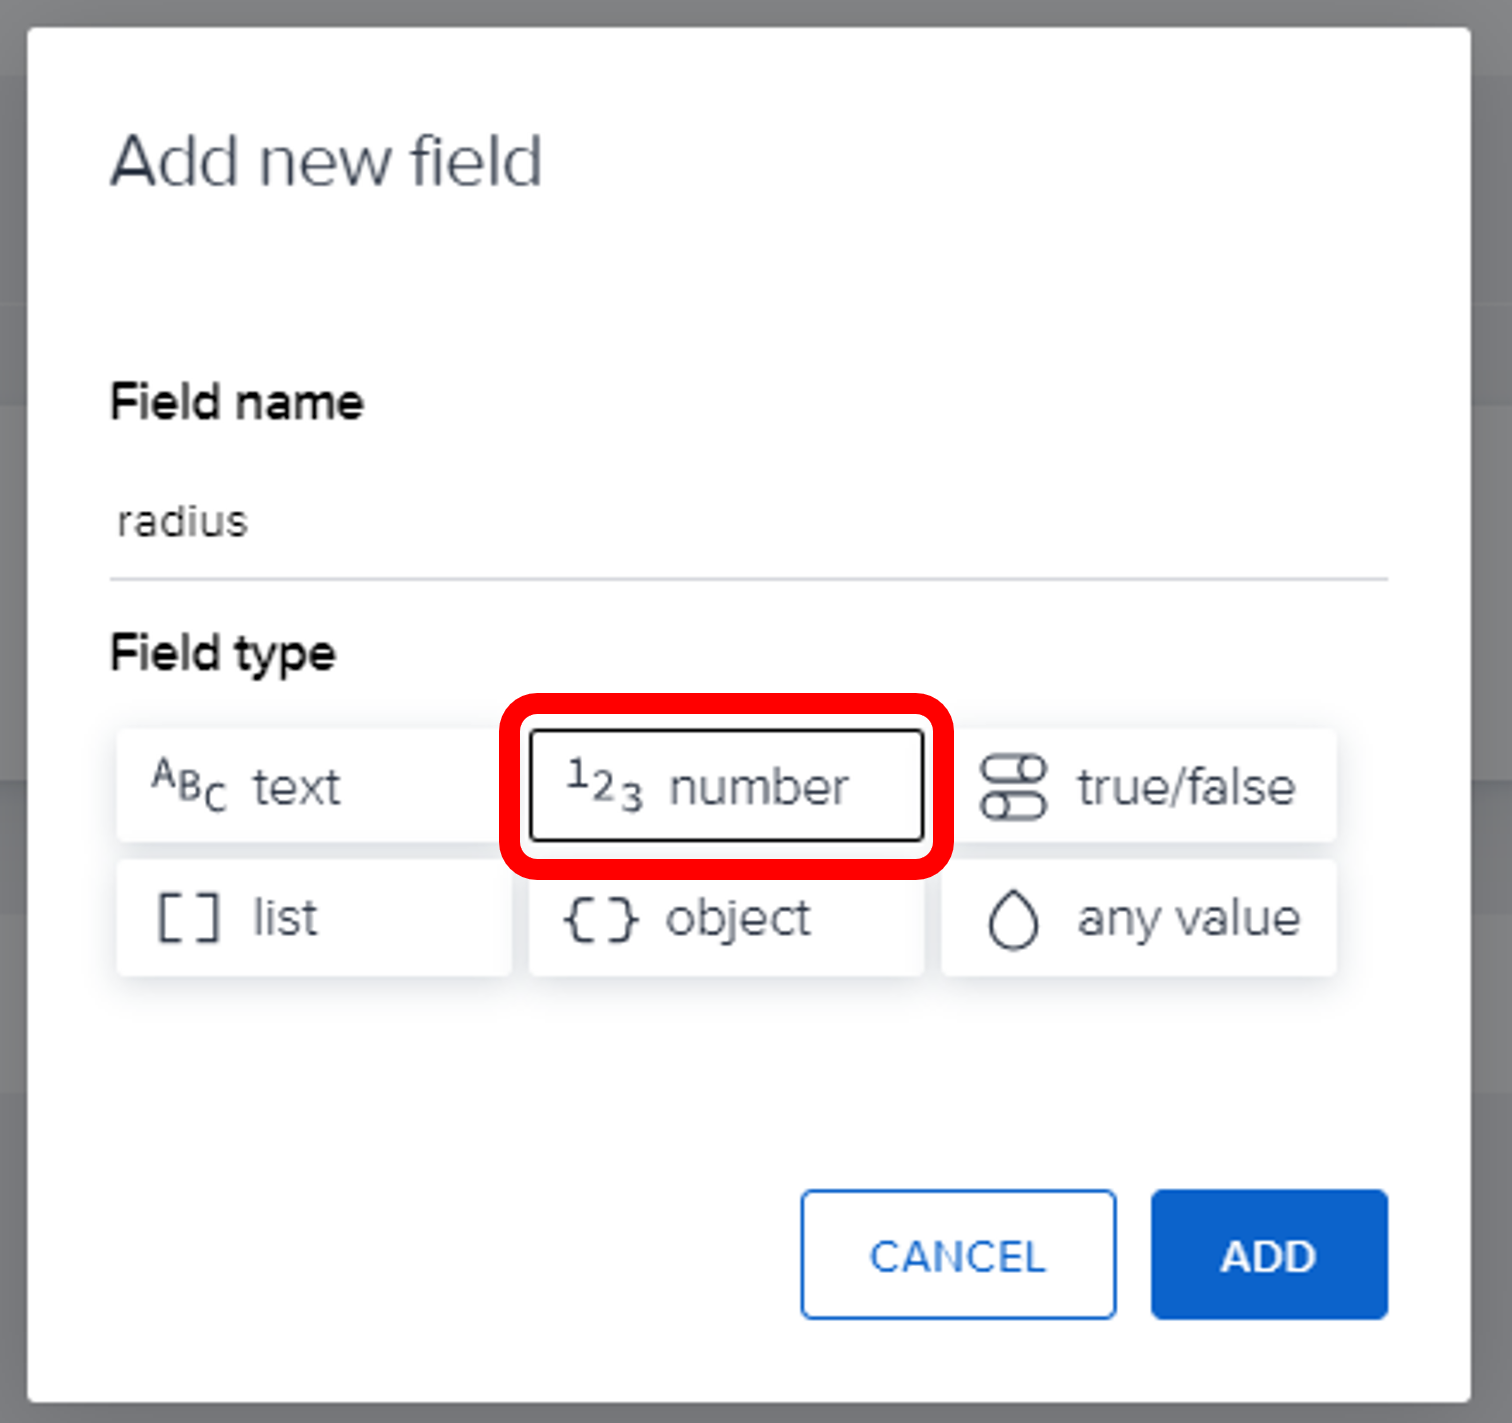 Add new field
Field name
radius
Field type
ABC text
123 number
true/false
[] list
{} object
any value
CANCEL
ADD